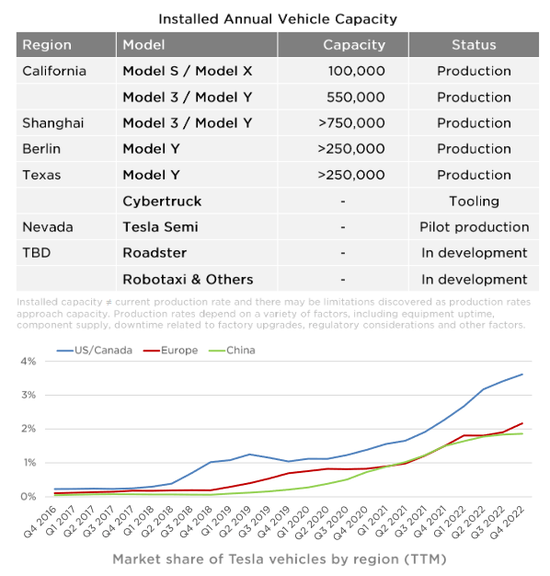 Installed Annual Vehicle Capacity
Region Model Capacity Status
California Model S / Model X 100,000 Production
Model 3 / Model Y 550,000 Production
Shanghai Model 3 / Model Y >750,000 Production
Berlin Model Y >250,000 Production
Texas Model Y >250,000 Production
Cybertruck - Tooling
Nevada Tesla Semi - Pilot production
TBD Roadster - In development
Robotaxi & Others - In development
Installed capacity ≠ current production rate and there may be limitations discovered as production rates
approach capacity. Production rates depend on a variety of factors, including equipment uptime,
component supply, downtime related to factory upgrades, regulatory considerations and other factors.
US/Canada Europe China
4%
3%
2%
1%
0%
Q4 2016
Q1 2017
Q2 2017
Q3 2017
Q4 2017
Q1 2018
Q2 2018
Q3 2018
Q4 2018
Q1 2019
Q2 2019
Q3 2019
Q4 2019
Q1 2020
Q2 2020
Q3 2020
Q4 2020
Q1 2021
Q2 2021
Q3 2021
Q4 2021
Q1 2022
Q2 2022
Q3 2022
Q4 2022
Market share of Tesla vehicles by region (TTM)